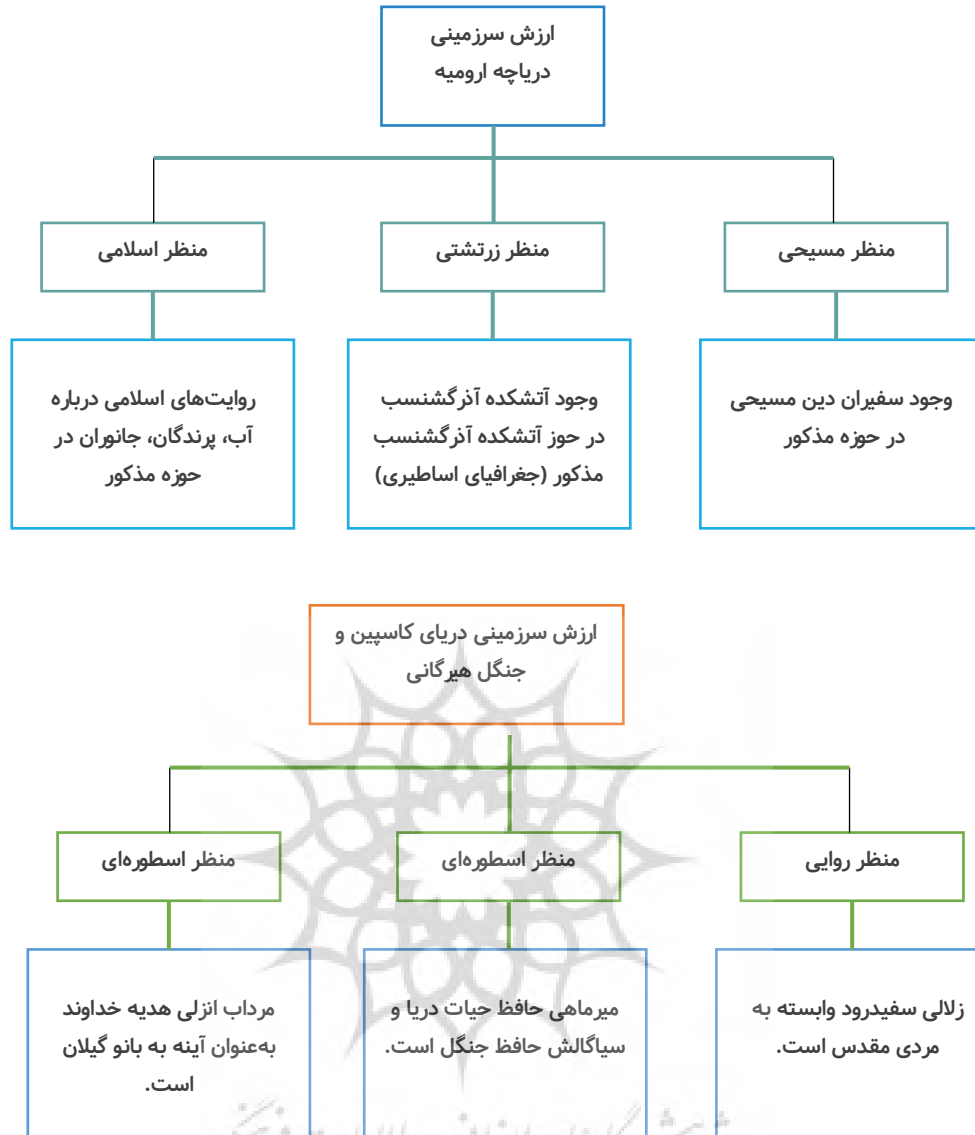 ارزش سرزمینی
دریاچه ارومیه
منظر مسیحی
منظر زرتشتی
منظر اسلامی
وجود سفیران دین مسیحی
در حوزه مذکور
وجود آتشکده آذرگشنسب
در حوز آتشکده آذرگشنسب
مذکور (جغرافیای اساطیری)
روایت‌های اسلامی درباره
آب، پرندگان، جانوران در
حوزه مذکور
ارزش سرزمینی دریای کاسپین و
جنگل هیرگانی
منظر روایی
منظر اسطوره‌ای
منظر اسطوره‌ای
زلالی سفیدرود وابسته به
مردی مقدس است.
میرماهی حافظ حیات دریا و
سیاگالش حافظ جنگل است.
مرداب انزلی هدیه خداوند
به‌عنوان آینه به بانو گیلان
است.